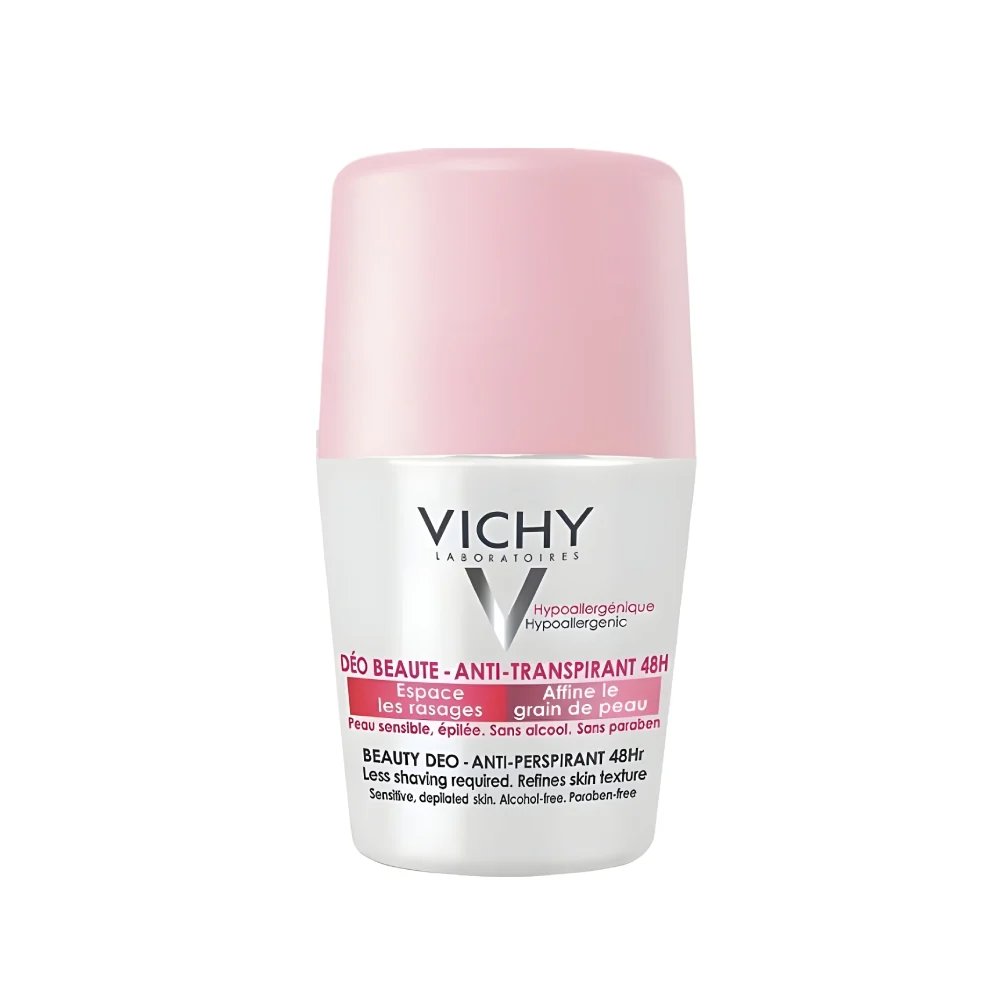 VICHY
LABORATOIRES
Hypoallergénique
Hypoallergenic
DÉO BEAUTE - ANTI-TRANSPIRANT 48H
Espace
les rasages
Affine le
grain de peau
Peau sensible, épilée. Sans alcool. Sans paraben
BEAUTY DEO - ANTI-PERSPIRANT 48Hr
Less shaving required. Refines skin texture
Sensitive, depilated skin. Alcohol-free. Paraben-free